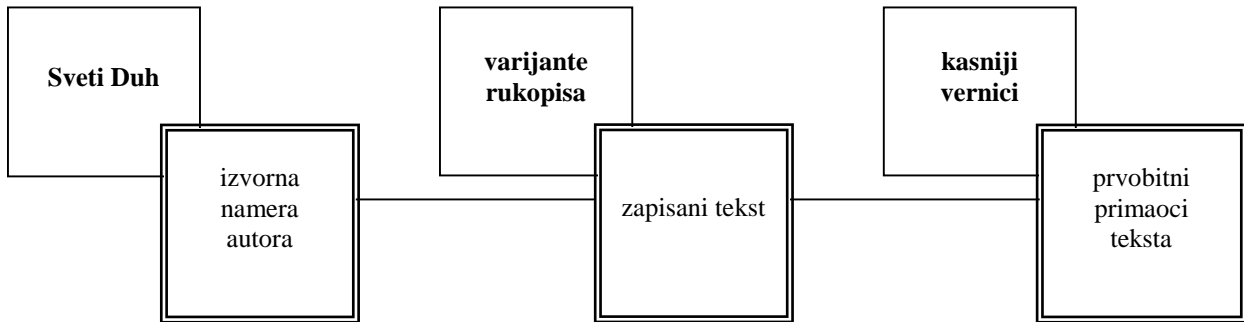 Sveti Duh
varijante
rukopisa
kasniji
vernici
izvorna
namera
autora
zapisani tekst
prvobitni
primaoci
teksta